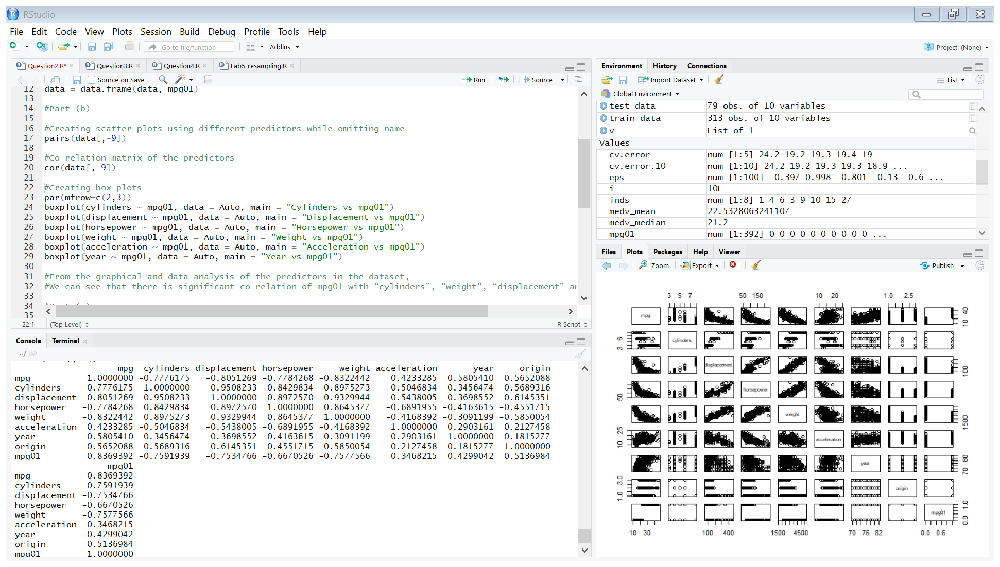 RStudio
File Edit Code View Plots Session Build Debug Profile Tools Help
Go to file/function Addins Project: (None)
Question2.R* Question3.R Question4.R Lab5_resampling.R
Source on Save Run Source
12 data = data.frame(data, mpg01)
13
14 #Part (b)
15
16 #Creating scatter plots using different predictors while omitting name
17 pairs(data[,-9])
18
19 #Co-relation matrix of the predictors
20 cor(data[,-9])
21
22 #Creating box plots
23 par(mfrow=c(2,3))
24 boxplot(cylinders ~ mpg01, data = Auto, main = "Cylinders vs mpg01")
25 boxplot(displacement ~ mpg01, data = Auto, main = "Displacement vs mpg01")
26 boxplot(horsepower ~ mpg01, data = Auto, main = "Horsepower vs mpg01")
27 boxplot(weight ~ mpg01, data = Auto, main = "Weight vs mpg01")
28 boxplot(acceleration ~ mpg01, data = Auto, main = "Acceleration vs mpg01")
29 boxplot(year ~ mpg01, data = Auto, main = "Year vs mpg01")
30
31 #From the graphical and data analysis of the predictors in the dataset,
32 #We can see that there is significant co-relation of mpg01 with “cylinders”, “weight”, “displacement” an
33
34
35
22:1 (Top Level) R Script
Console Terminal
~/
mpg cylinders displacement horsepower weight acceleration year origin
mpg 1.0000000 -0.7776175 -0.8051269 -0.7784268 -0.8322442 0.4233285 0.5805410 0.5652088
cylinders -0.7776175 1.0000000 0.9508233 0.8429834 0.8975273 -0.5046834 -0.3456474 -0.5689316
displacement -0.8051269 0.9508233 1.0000000 0.8972570 0.9329944 -0.5438005 -0.3698552 -0.6145351
horsepower -0.7784268 0.8429834 0.8972570 1.0000000 0.8645377 -0.6891955 -0.4163615 -0.4551715
weight -0.8322442 0.8975273 0.9329944 0.8645377 1.0000000 -0.4168392 -0.3091199 -0.5850054
acceleration 0.4233285 -0.5046834 -0.5438005 -0.6891955 -0.4168392 1.0000000 0.2903161 0.2127458
year 0.5805410 -0.3456474 -0.3698552 -0.4163615 -0.3091199 0.2903161 1.0000000 0.1815277
origin 0.5652088 -0.5689316 -0.6145351 -0.4551715 -0.5850054 0.2127458 0.1815277 1.0000000
mpg01 0.8369392 -0.7591939 -0.7534766 -0.6670526 -0.7577566 0.3468215 0.4299042 0.5136984
mpg01
mpg 0.8369392
cylinders -0.7591939
displacement -0.7534766
horsepower -0.6670526
weight -0.7577566
acceleration 0.3468215
year 0.4299042
origin 0.5136984
mpg01 1.0000000
Environment History Connections
Import Dataset List
Global Environment
test_data 79 obs. of 10 variables
train_data 313 obs. of 10 variables
v List of 1
Values
cv.error num [1:5] 24.2 19.2 19.3 19.4 19
cv.error.10 num [1:10] 24.2 19.2 19.3 19.3 18.9 ...
eps num [1:100] -0.397 0.998 -0.801 -0.13 -0.6 ...
i 10L
inds num [1:8] 1 4 6 3 9 10 15 27
medv_mean 22.5328063241107
medv_median 21.2
mpg01 num [1:392] 0 0 0 0 0 0 0 0 0 0 ...
Files Plots Packages Help Viewer
Zoom Export Publish
3 5 7 50 150 10 20 1.0 2.5
mpg 10 40
3 6 cylinders
displacement 100
50 horsepower
weight 1500
10 25 acceleration
year 70 80
1.0 3.0 origin
mpg01 0.0 1.0
10 30 100 400 1500 4500 70 76 82 0.0 0.6